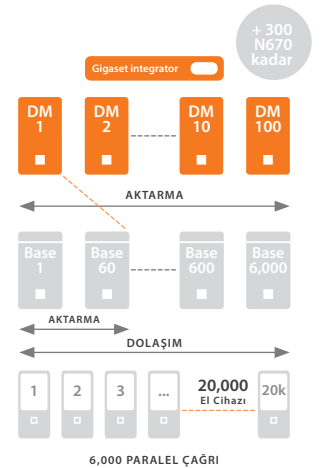 + 300
N670
kadar
Gigaset integrator
DM
1
DM
2
DM
10
DM
100
AKTARMA
Base
1
Base
60
Base
600
Base
6,000
AKTARMA
DOLAŞIM
1
2
3
...
20,000
El Cihazı
20k
6,000 PARALEL ÇAĞRI